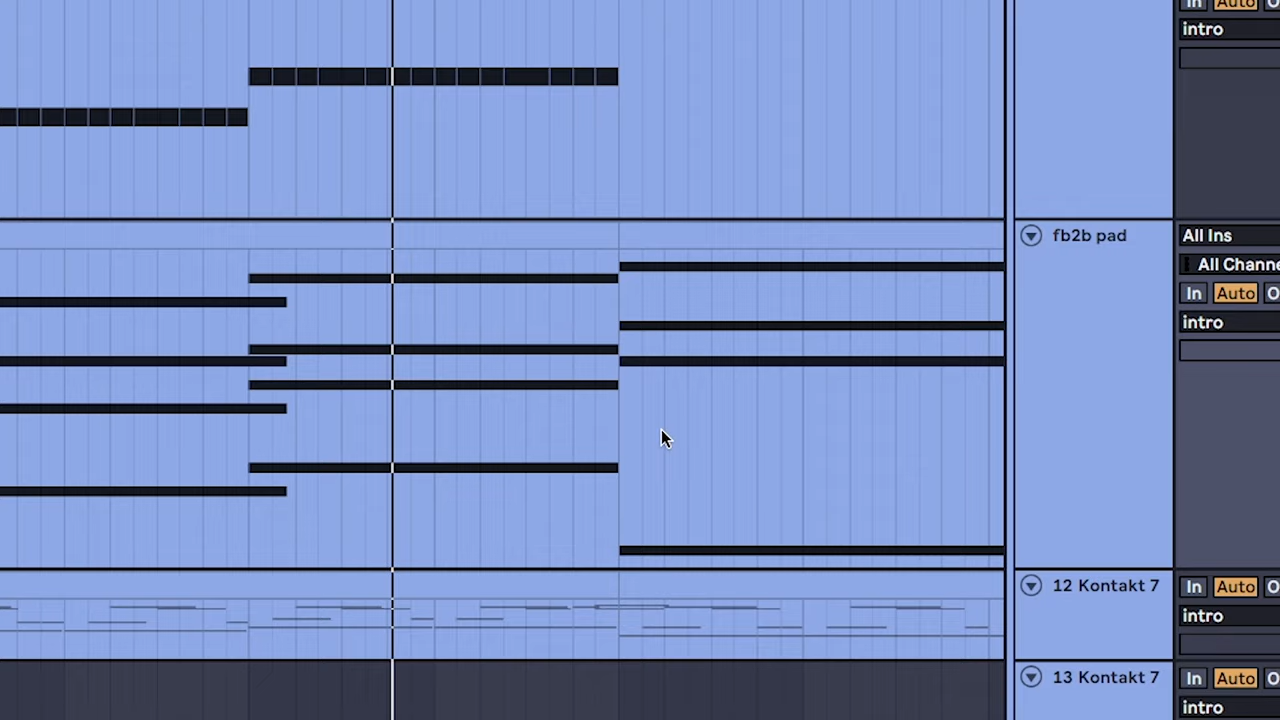 In Auto O
intro
fb2b pad
All Ins
All Channe
In Auto O
intro
12 Kontakt 7
In Auto O
intro
13 Kontakt 7
In Auto O
intro